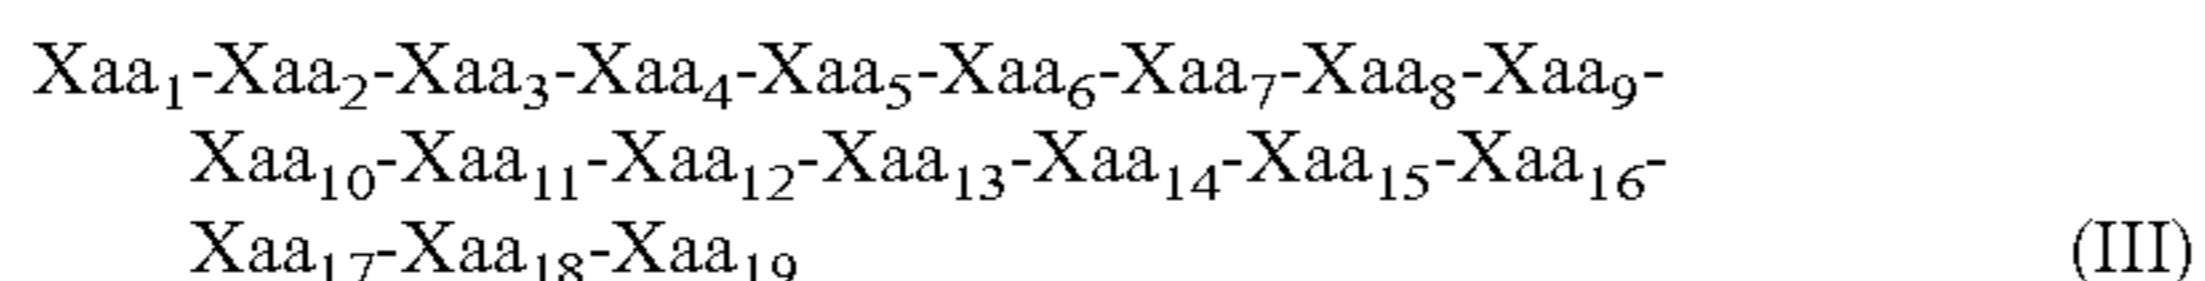 Xaa₁-Xaa₂-Xaa₃-Xaa₄-Xaa₅-Xaa₆-Xaa₇-Xaa₈-Xaa₉-
Xaa₁₀-Xaa₁₁-Xaa₁₂-Xaa₁₃-Xaa₁₄-Xaa₁₅-Xaa₁₆-
Xaa₁₇-Xaa₁₈-Xaa₁₉ (III)